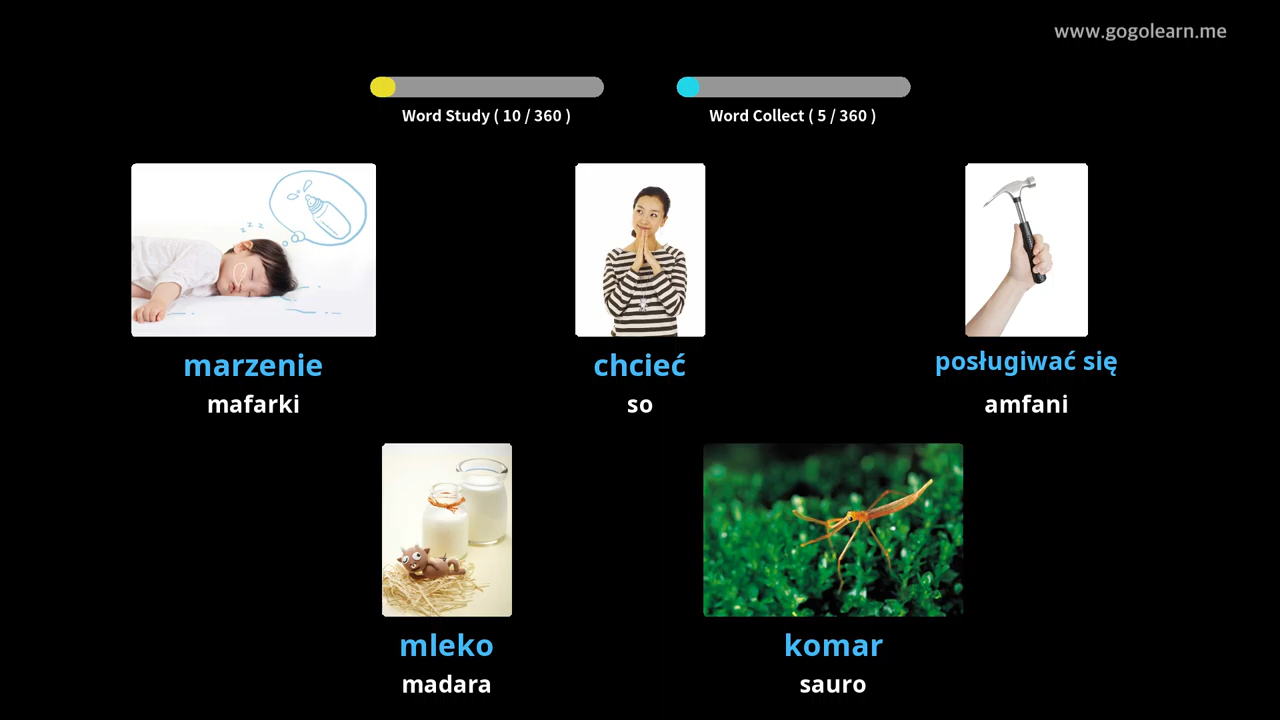 www.gogolearn.me
Word Study ( 10 / 360 )
Word Collect ( 5 / 360 )
marzenie
mafarki
chcieć
so
posługiwać się
amfani
mleko
madara
komar
sauro